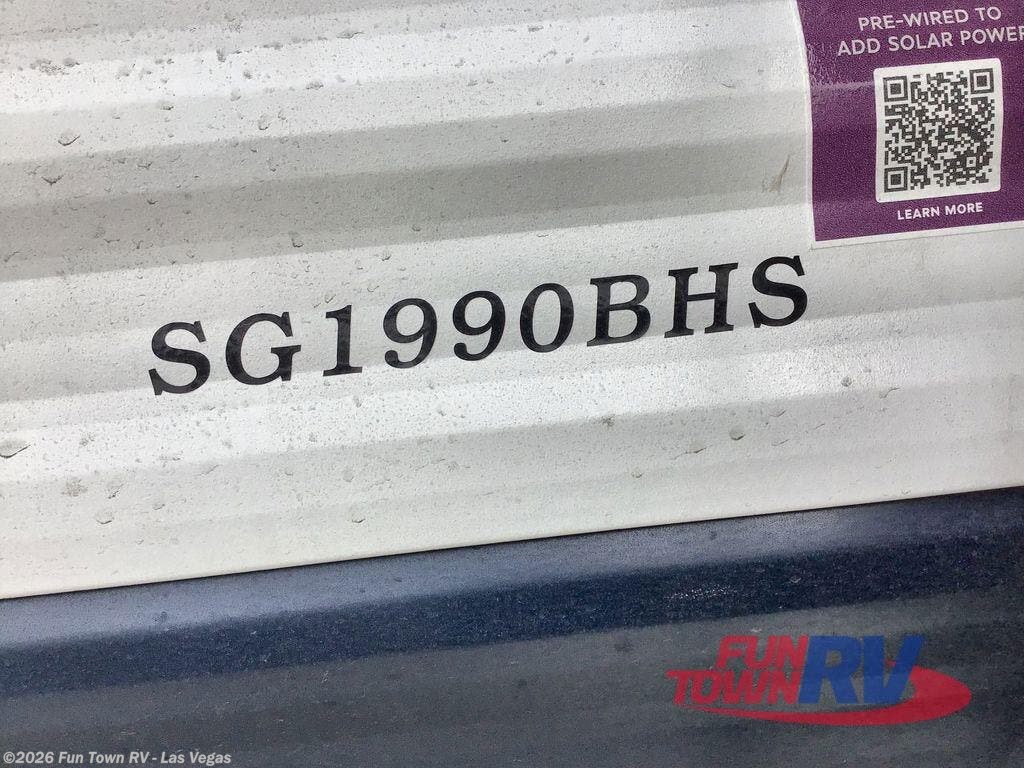 PRE-WIRED TO
ADD SOLAR POWER
LEARN MORE
SG1990BHS
FUN
TOWN RV
©2026 Fun Town RV - Las Vegas